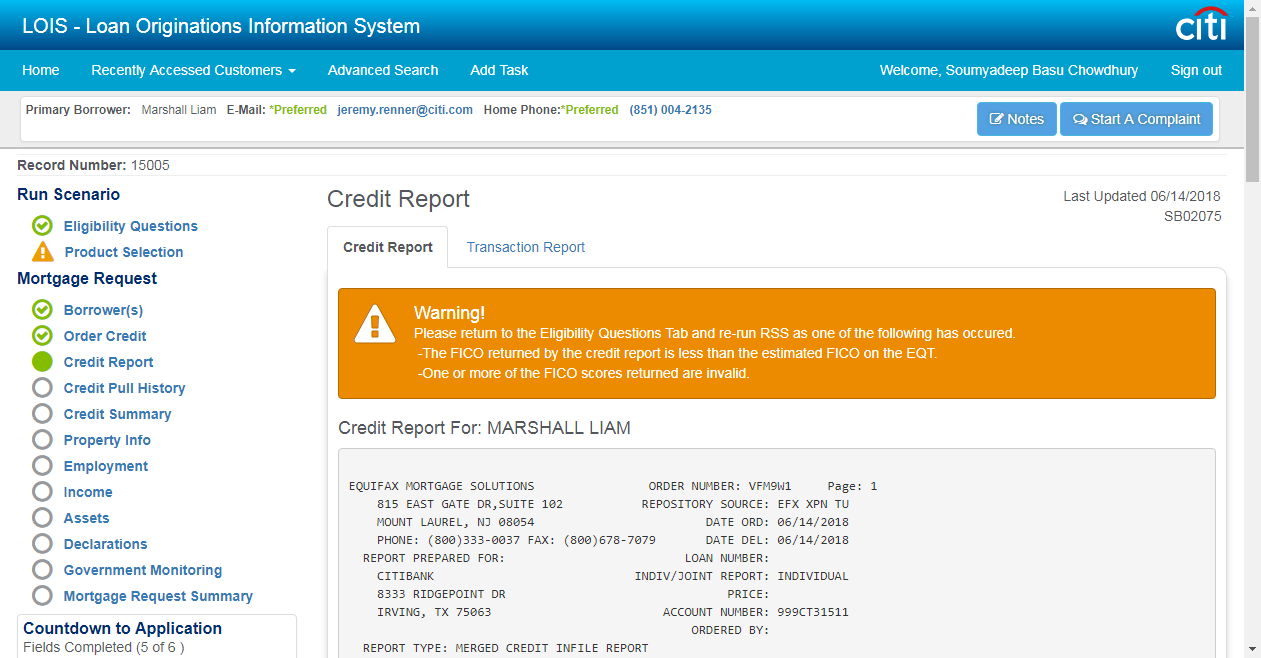 LOIS - Loan Originations Information System
citi
Home Recently Accessed Customers Advanced Search Add Task Welcome, Soumyadeep Basu Chowdhury Sign out
Primary Borrower: Marshall Liam E-Mail: *Preferred jeremy.renner@citi.com Home Phone:*Preferred (851) 004-2135
Notes Start A Complaint
Record Number: 15005
Run Scenario
Eligibility Questions
Product Selection
Mortgage Request
Borrower(s)
Order Credit
Credit Report
Credit Pull History
Credit Summary
Property Info
Employment
Income
Assets
Declarations
Government Monitoring
Mortgage Request Summary
Countdown to Application
Fields Completed (5 of 6 )
Credit Report
Last Updated 06/14/2018
SB02075
Credit Report Transaction Report
Warning!
Please return to the Eligibility Questions Tab and re-run RSS as one of the following has occured.
-The FICO returned by the credit report is less than the estimated FICO on the EQT.
-One or more of the FICO scores returned are invalid.
Credit Report For: MARSHALL LIAM
EQUIFAX MORTGAGE SOLUTIONS ORDER NUMBER: VFM9W1 Page: 1
815 EAST GATE DR,SUITE 102 REPOSITORY SOURCE: EFX XPN TU
MOUNT LAUREL, NJ 08054 DATE ORD: 06/14/2018
PHONE: (800)333-0037 FAX: (800)678-7079 DATE DEL: 06/14/2018
REPORT PREPARED FOR: LOAN NUMBER:
CITIBANK INDIV/JOINT REPORT: INDIVIDUAL
8333 RIDGEPOINT DR PRICE:
IRVING, TX 75063 ACCOUNT NUMBER: 999CT31511
ORDERED BY:
REPORT TYPE: MERGED CREDIT INFILE REPORT